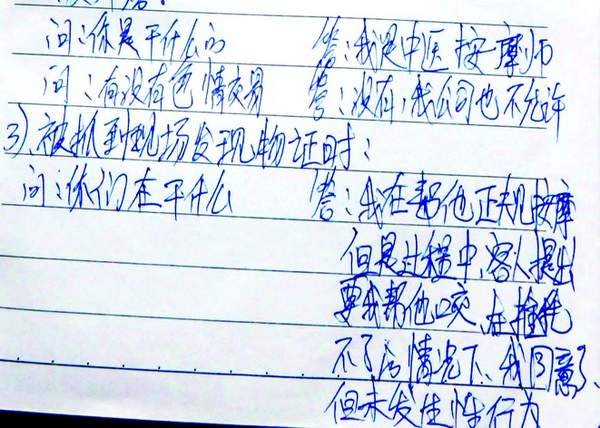 问:你是干什么的 答:我是中医按摩师
问:有没有色情交易 答:没有,我公司也不允许
3)被抓到现场发现物证时:
问:你们在干什么 答:我在帮他正规按摩
但是过程中,客人提出
要我帮他咬,在推托
不了后情况下、我同意了、
但未发生性行为